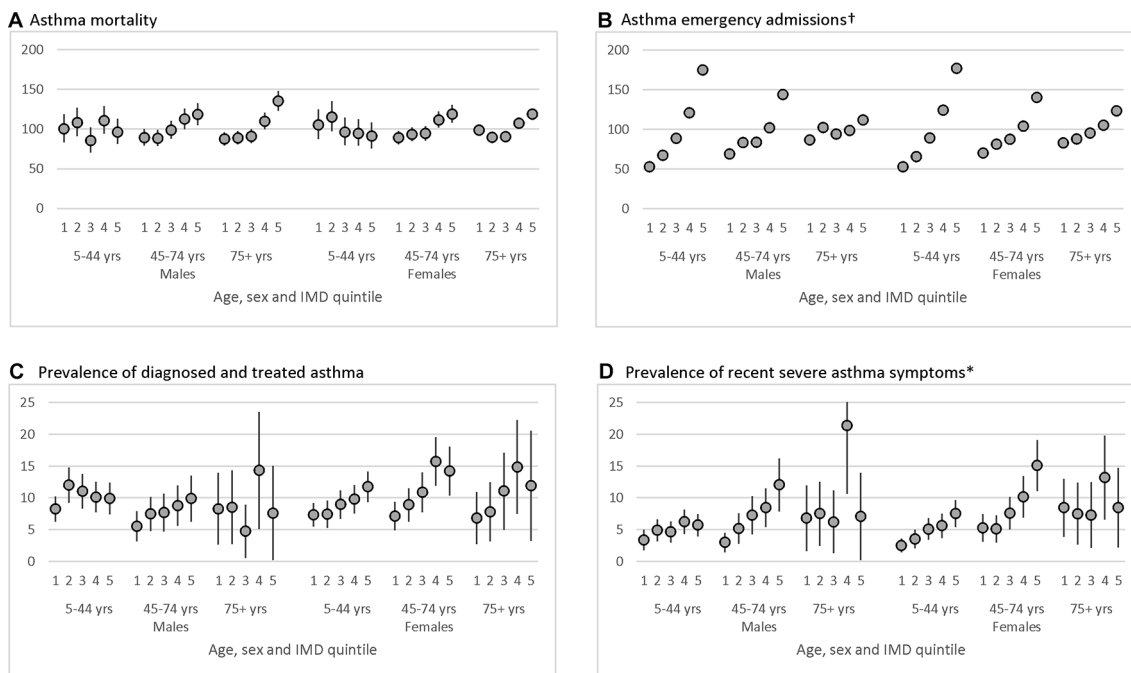 A Asthma mortality
200
150
100
50
0
1 2 3 4 5 1 2 3 4 5 1 2 3 4 5 1 2 3 4 5 1 2 3 4 5 1 2 3 4 5
5-44 yrs 45-74 yrs 75+ yrs 5-44 yrs 45-74 yrs 75+ yrs
Males Females
Age, sex and IMD quintile
B Asthma emergency admissions†
200
150
100
50
0
1 2 3 4 5 1 2 3 4 5 1 2 3 4 5 1 2 3 4 5 1 2 3 4 5 1 2 3 4 5
5-44 yrs 45-74 yrs 75+ yrs 5-44 yrs 45-74 yrs 75+ yrs
Males Females
Age, sex and IMD quintile
C Prevalence of diagnosed and treated asthma
25
20
15
10
5
0
1 2 3 4 5 1 2 3 4 5 1 2 3 4 5 1 2 3 4 5 1 2 3 4 5 1 2 3 4 5
5-44 yrs 45-74 yrs 75+ yrs 5-44 yrs 45-74 yrs 75+ yrs
Males Females
Age, sex and IMD quintile
D Prevalence of recent severe asthma symptoms*
25
20
15
10
5
0
1 2 3 4 5 1 2 3 4 5 1 2 3 4 5 1 2 3 4 5 1 2 3 4 5 1 2 3 4 5
5-44 yrs 45-74 yrs 75+ yrs 5-44 yrs 45-74 yrs 75+ yrs
Males Females
Age, sex and IMD quintile